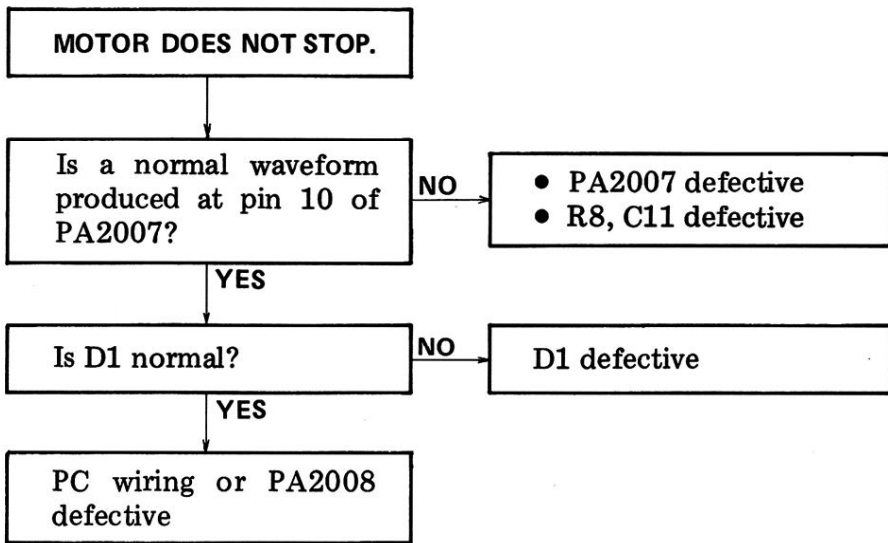 MOTOR DOES NOT STOP.
Is a normal waveform
produced at pin 10 of
PA2007?
NO
• PA2007 defective
• R8, C11 defective
YES
Is D1 normal?
NO
D1 defective
YES
PC wiring or PA2008
defective